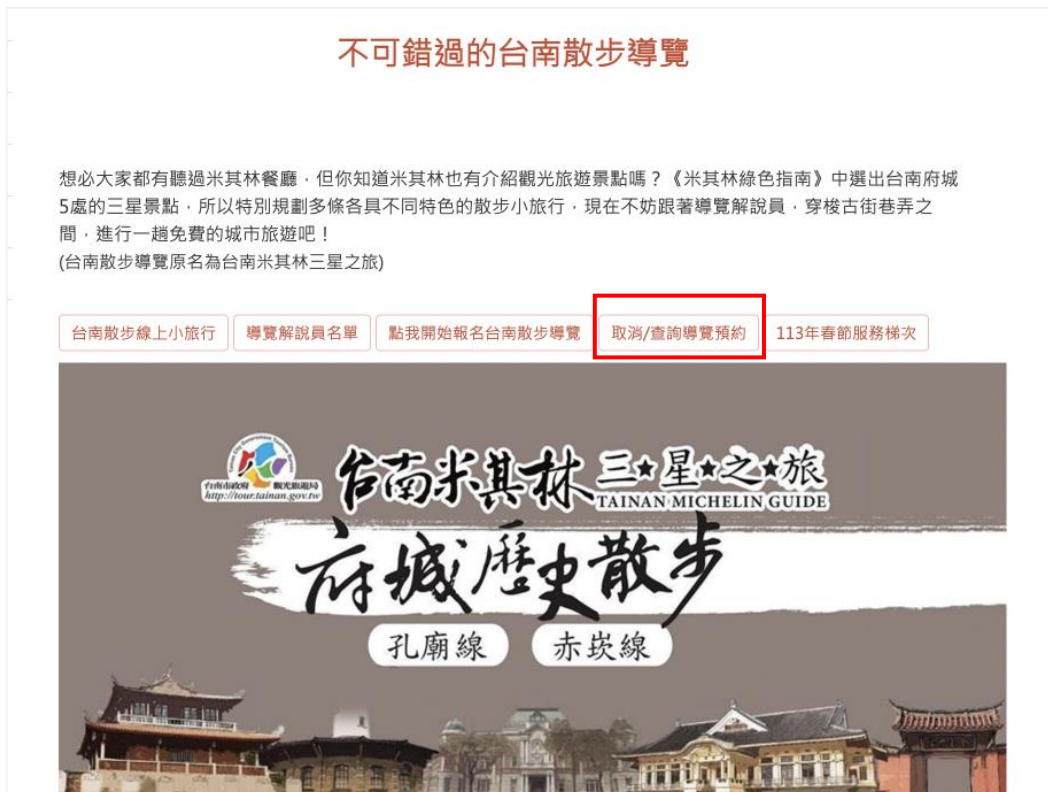 不可錯過的台南散步導覽
想必大家都有聽過米其林餐廳，但你知道米其林也有介紹觀光旅遊景點嗎？《米其林綠色指南》中選出台南府城
5處的三星景點，所以特別規劃多條各具不同特色的散步小旅行，現在不妨跟著導覽解說員，穿梭古街巷弄之
間，進行一趟免費的城市旅遊吧！
(台南散步導覽原名為台南米其林三星之旅)
台南散步線上小旅行
導覽解說員名單
點我開始報名台南散步導覽
取消/查詢導覽預約
113年春節服務梯次
台南市政府 觀光旅遊局
http://tour.tainan.gov.tw
台南米其林 三★星★之★旅
TAINAN MICHELIN GUIDE
府城歷史散步
孔廟線
赤崁線